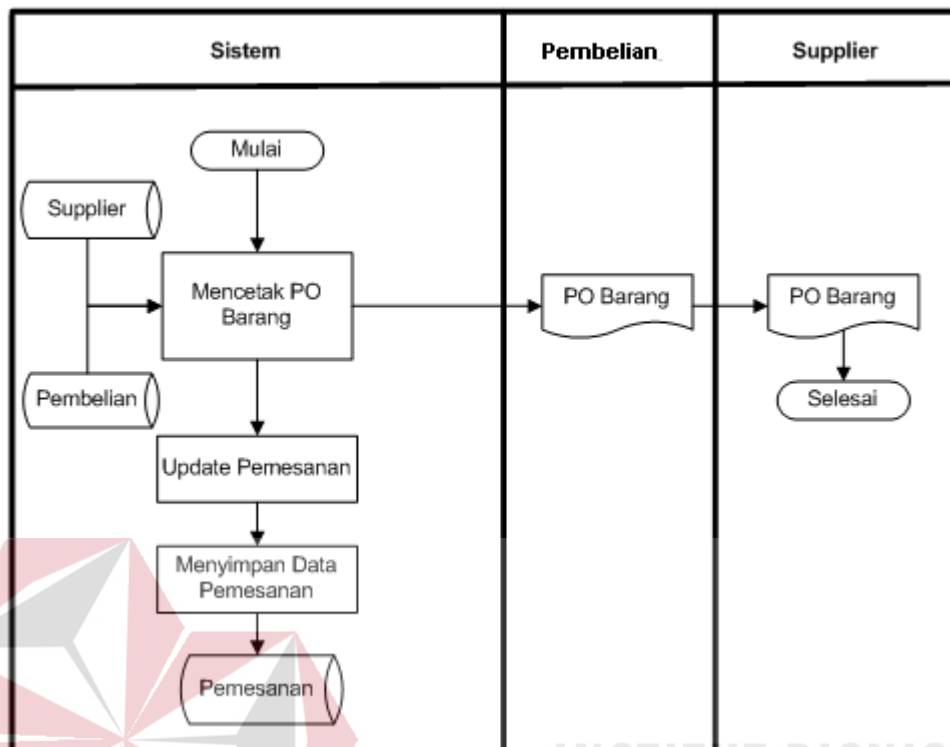 Sistem
Pembelian
Supplier
Mulai
Supplier
Mencetak PO
Barang
PO Barang
PO Barang
Pembelian
Selesai
Update Pemesanan
Menyimpan Data
Pemesanan
Pemesanan